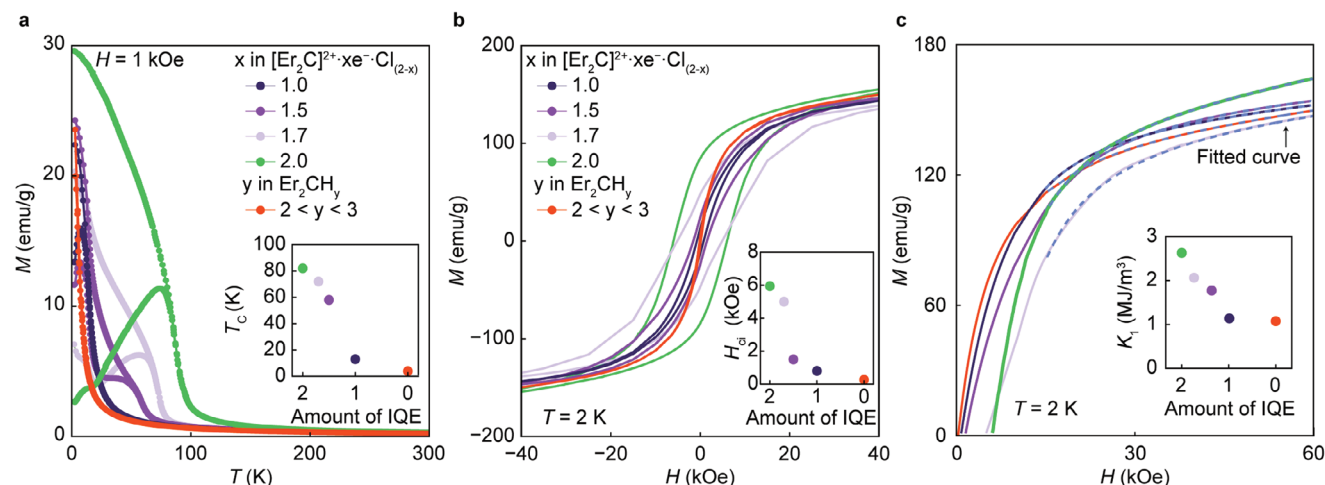 a
30
20
10
0
M (emu/g)
H = 1 kOe
x in [Er₂C]²⁺·xe⁻·Cl₍₂₋ₓ₎
1.0
1.5
1.7
2.0
y in Er₂CHᵧ
2 < y < 3
100
80
60
40
20
0
T_C (K)
2 1 0
Amount of IQE
0 100 200 300
T (K)
b
200
100
0
−100
−200
M (emu/g)
x in [Er₂C]²⁺·xe⁻·Cl₍₂₋ₓ₎
1.0
1.5
1.7
2.0
y in Er₂CHᵧ
2 < y < 3
8
6
4
2
0
H_ci (kOe)
2 1 0
Amount of IQE
T = 2 K
−40 −20 0 20 40
H (kOe)
c
180
120
60
0
M (emu/g)
Fitted curve
3
2
1
0
K₁ (MJ/m³)
2 1 0
Amount of IQE
T = 2 K
0 30 60
H (kOe)